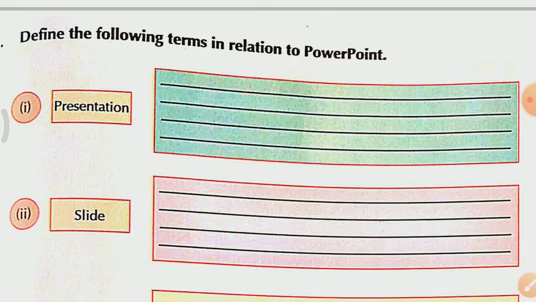 Define the following terms in relation to PowerPoint.
(i) Presentation
(ii) Slide